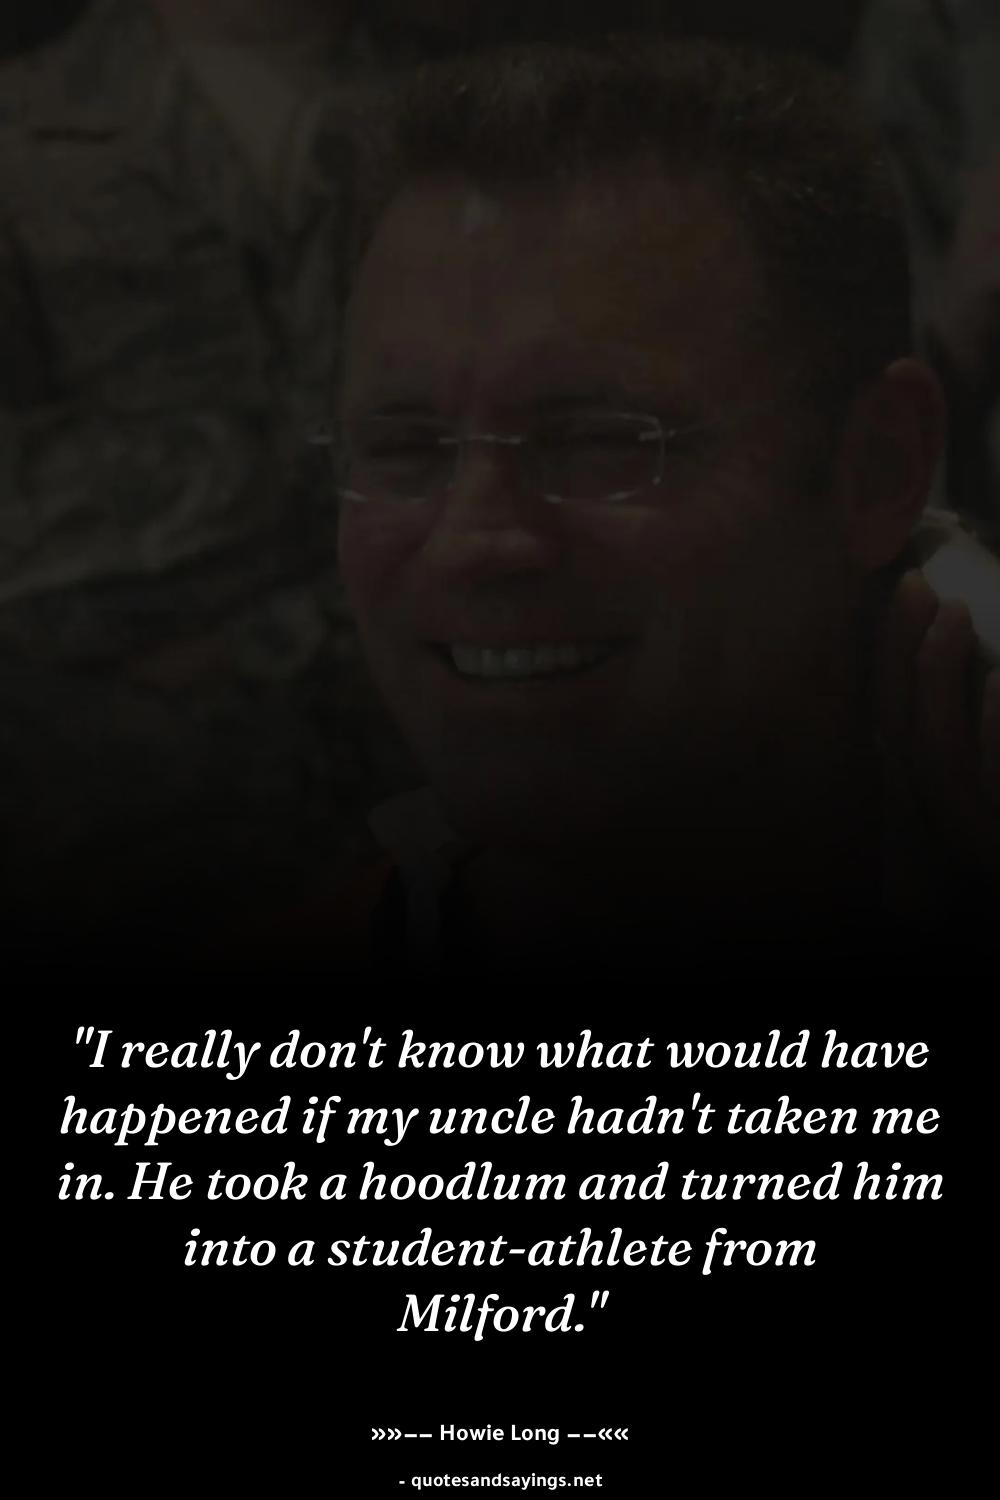 "I really don't know what would have
happened if my uncle hadn't taken me
in. He took a hoodlum and turned him
into a student-athlete from
Milford."
»»−− Howie Long −−««
- quotesandsayings.net